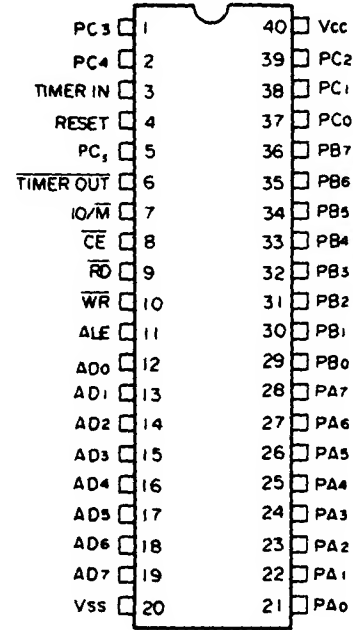 PC3 1 40 Vcc
PC4 2 39 PC2
TIMER IN 3 38 PC1
RESET 4 37 PC0
PC5 5 36 PB7
TIMER OUT 6 35 PB6
IO/M 7 34 PB5
CE 8 33 PB4
RD 9 32 PB3
WR 10 31 PB2
ALE 11 30 PB1
AD0 12 29 PB0
AD1 13 28 PA7
AD2 14 27 PA6
AD3 15 26 PA5
AD4 16 25 PA4
AD5 17 24 PA3
AD6 18 23 PA2
AD7 19 22 PA1
Vss 20 21 PA0